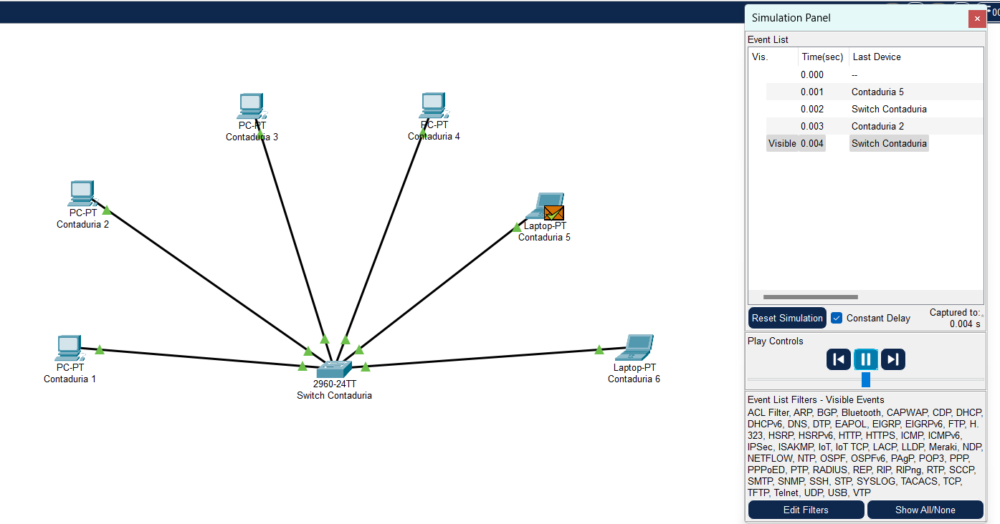 Simulation Panel
Event List
Vis. Time(sec) Last Device
0.000 --
0.001 Contaduria 5
0.002 Switch Contaduria
0.003 Contaduria 2
Visible 0.004 Switch Contaduria
PC-PT
Contaduria 3
PC-PT
Contaduria 4
PC-PT
Contaduria 2
Laptop-PT
Contaduria 5
PC-PT
Contaduria 1
2960-24TT
Switch Contaduria
Laptop-PT
Contaduria 6
Reset Simulation Constant Delay Captured to:
0.004 s
Play Controls
Event List Filters - Visible Events
ACL Filter, ARP, BGP, Bluetooth, CAPWAP, CDP, DHCP,
DHCPv6, DNS, DTP, EAPOL, EIGRP, EIGRPv6, FTP, H.
323, HSRP, HSRPv6, HTTP, HTTPS, ICMP, ICMPv6,
IPSec, ISAKMP, IoT, IoT TCP, LACP, LLDP, Meraki, NDP,
NETFLOW, NTP, OSPF, OSPFv6, PAgP, POP3, PPP,
PPPoED, PTP, RADIUS, REP, RIP, RIPng, RTP, SCCP,
SMTP, SNMP, SSH, STP, SYSLOG, TACACS, TCP,
TFTP, Telnet, UDP, USB, VTP
Edit Filters Show All/None